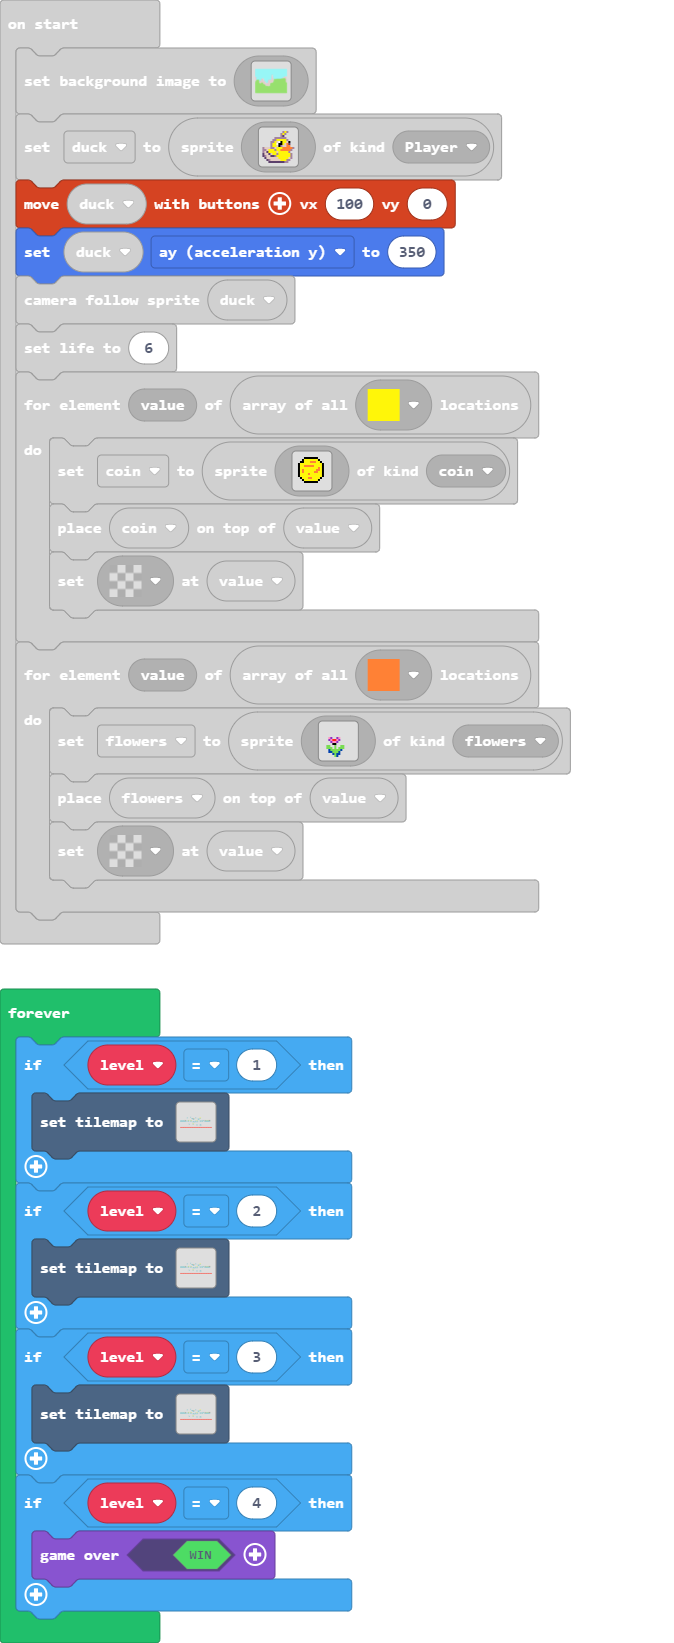 on start
set background image to
set duck to sprite of kind Player
move duck with buttons vx 100 vy 0
set duck ay (acceleration y) to 350
camera follow sprite duck
set life to 6
for element value of array of all locations
do
set coin to sprite of kind coin
place coin on top of value
set at value
for element value of array of all locations
do
set flowers to sprite of kind flowers
place flowers on top of value
set at value
forever
if level = 1 then
set tilemap to
if level = 2 then
set tilemap to
if level = 3 then
set tilemap to
if level = 4 then
game over WIN